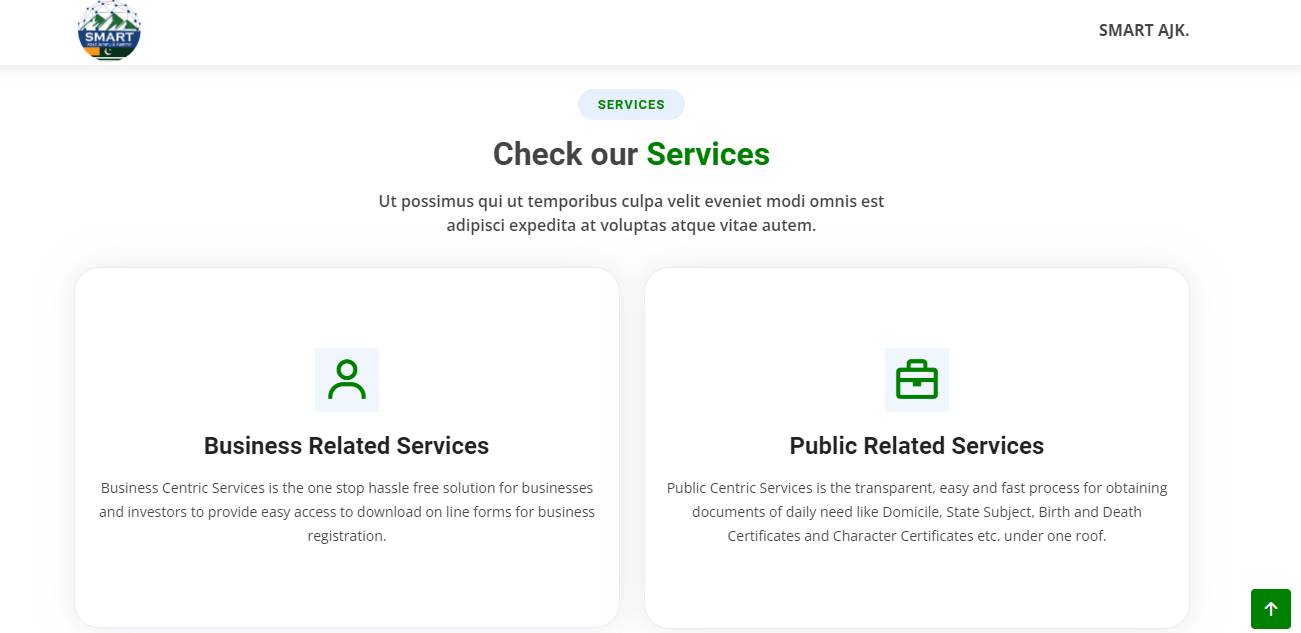 SMART
SMART AJK.
SERVICES
Check our Services
Ut possimus qui ut temporibus culpa velit eveniet modi omnis est
adipisci expedita at voluptas atque vitae autem.
Business Related Services
Business Centric Services is the one stop hassle free solution for businesses
and investors to provide easy access to download on line forms for business
registration.
Public Related Services
Public Centric Services is the transparent, easy and fast process for obtaining
documents of daily need like Domicile, State Subject, Birth and Death
Certificates and Character Certificates etc. under one roof.